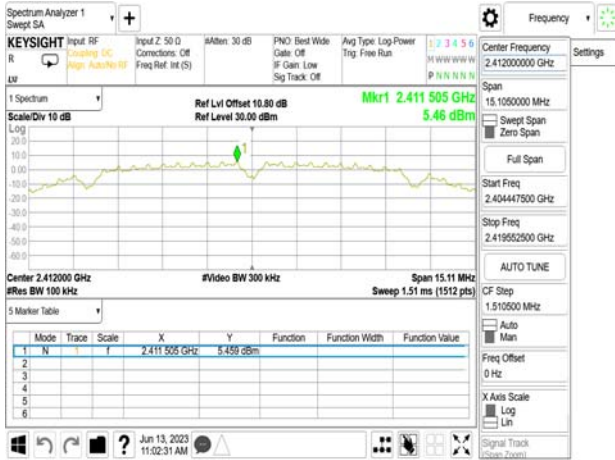 Spectrum Analyzer 1
Swept SA
+
Frequency
Settings
KEYSIGHT
R
Input: RF
Coupling: DC
Align: Auto/No RF
Input Z: 50 Ω
Corrections: Off
Freq Ref: Int (S)
#Atten: 30 dB
PNO: Best Wide
Gate: Off
IF Gain: Low
Sig Track: Off
Avg Type: Log-Power
Trig: Free Run
1 2 3 4 5 6
M W W W W W
P N N N N N
1 Spectrum
Scale/Div 10 dB
Log
Ref Lvl Offset 10.80 dB
Ref Level 30.00 dBm
Mkr1 2.411 505 GHz
5.46 dBm
20.0
10.0
0.00
-10.0
-20.0
-30.0
-40.0
-50.0
-60.0
1
Center 2.412000 GHz
#Res BW 100 kHz
#Video BW 300 kHz
Span 15.11 MHz
Sweep 1.51 ms (1512 pts)
5 Marker Table
Mode Trace Scale X Y Function Function Width Function Value
1 N 1 f 2.411 505 GHz 5.459 dBm
2
3
4
5
6
Jun 13, 2023
11:02:31 AM
Center Frequency
2.412000000 GHz
Span
15.1050000 MHz
Swept Span
Zero Span
Full Span
Start Freq
2.404447500 GHz
Stop Freq
2.419552500 GHz
AUTO TUNE
CF Step
1.510500 MHz
Auto
Man
Freq Offset
0 Hz
X Axis Scale
Log
Lin
Signal Track
(Span Zoom)